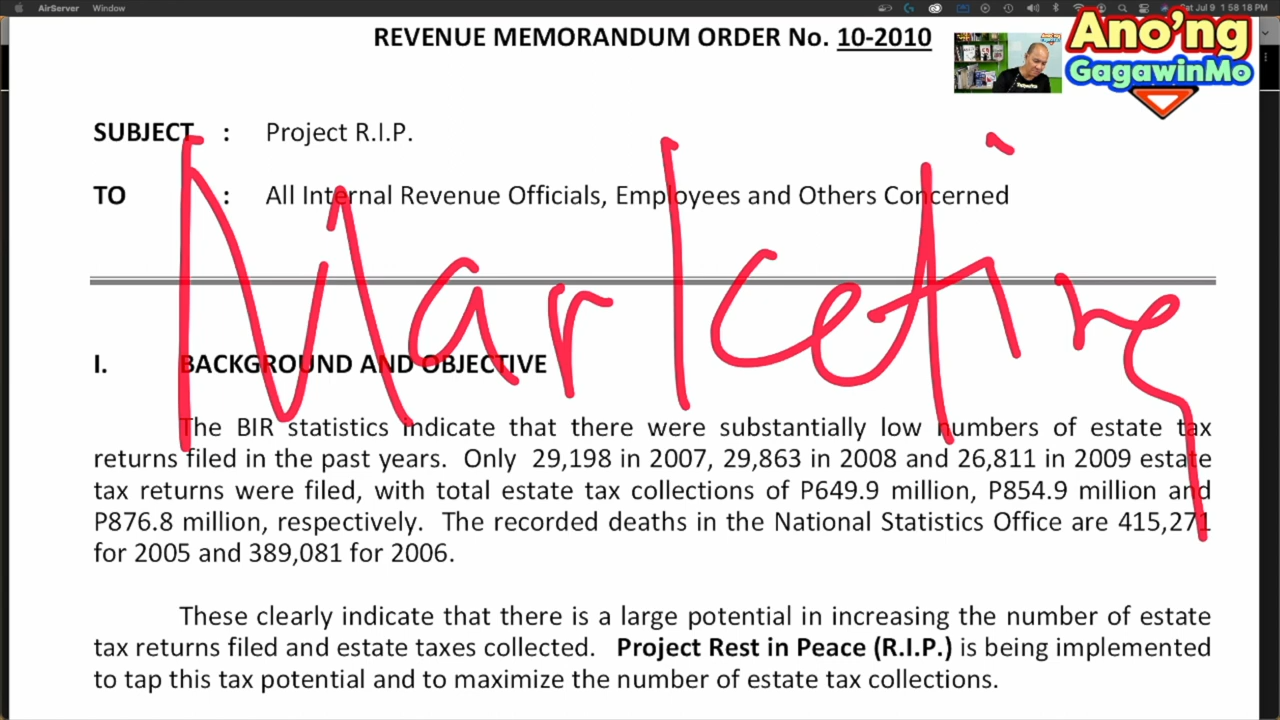 AirServer Window
Sat Jul 9 1 58 18 PM
REVENUE MEMORANDUM ORDER No. 10-2010
Ano'ng
GagawinMo
SUBJECT : Project R.I.P.
TO : All Internal Revenue Officials, Employees and Others Concerned
Marketing
I. BACKGROUND AND OBJECTIVE
The BIR statistics indicate that there were substantially low numbers of estate tax
returns filed in the past years. Only 29,198 in 2007, 29,863 in 2008 and 26,811 in 2009 estate
tax returns were filed, with total estate tax collections of P649.9 million, P854.9 million and
P876.8 million, respectively. The recorded deaths in the National Statistics Office are 415,271
for 2005 and 389,081 for 2006.
These clearly indicate that there is a large potential in increasing the number of estate
tax returns filed and estate taxes collected. Project Rest in Peace (R.I.P.) is being implemented
to tap this tax potential and to maximize the number of estate tax collections.